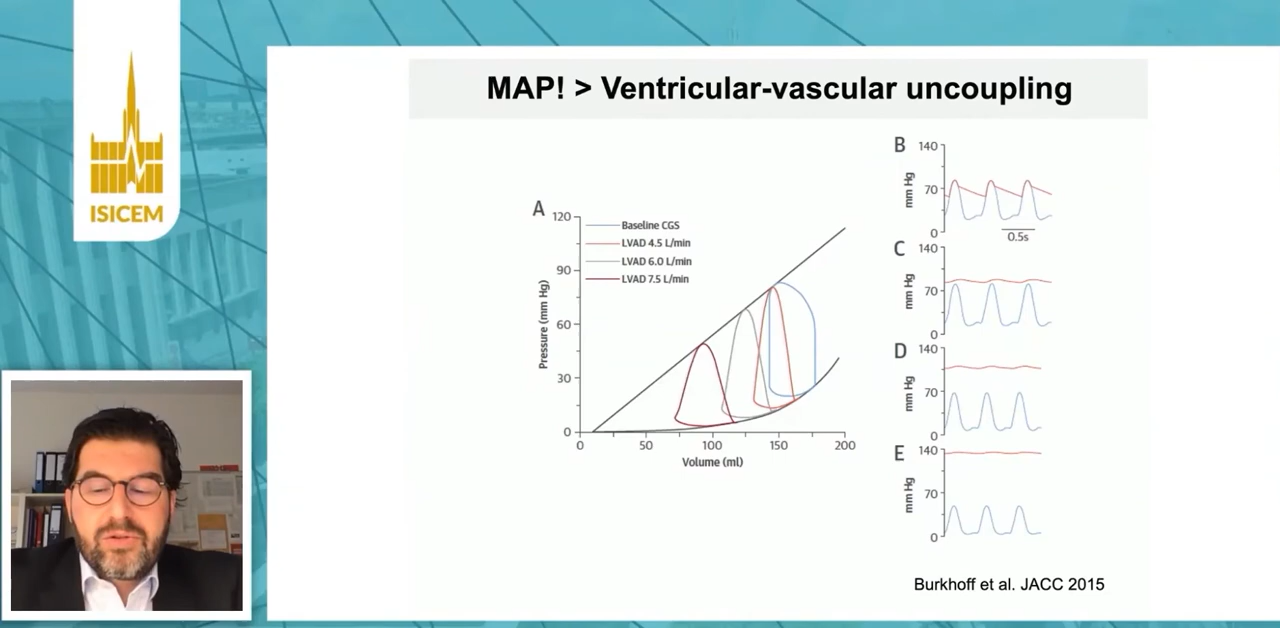 ISICEM
MAP! > Ventricular-vascular uncoupling
A
120
90
60
30
0
Pressure (mm Hg)
Baseline CGS
LVAD 4.5 L/min
LVAD 6.0 L/min
LVAD 7.5 L/min
0 50 100 150 200
Volume (ml)
B
140
70
0
mm Hg
0.5s
C
140
70
0
mm Hg
D
140
70
0
mm Hg
E
140
70
0
mm Hg
Burkhoff et al. JACC 2015